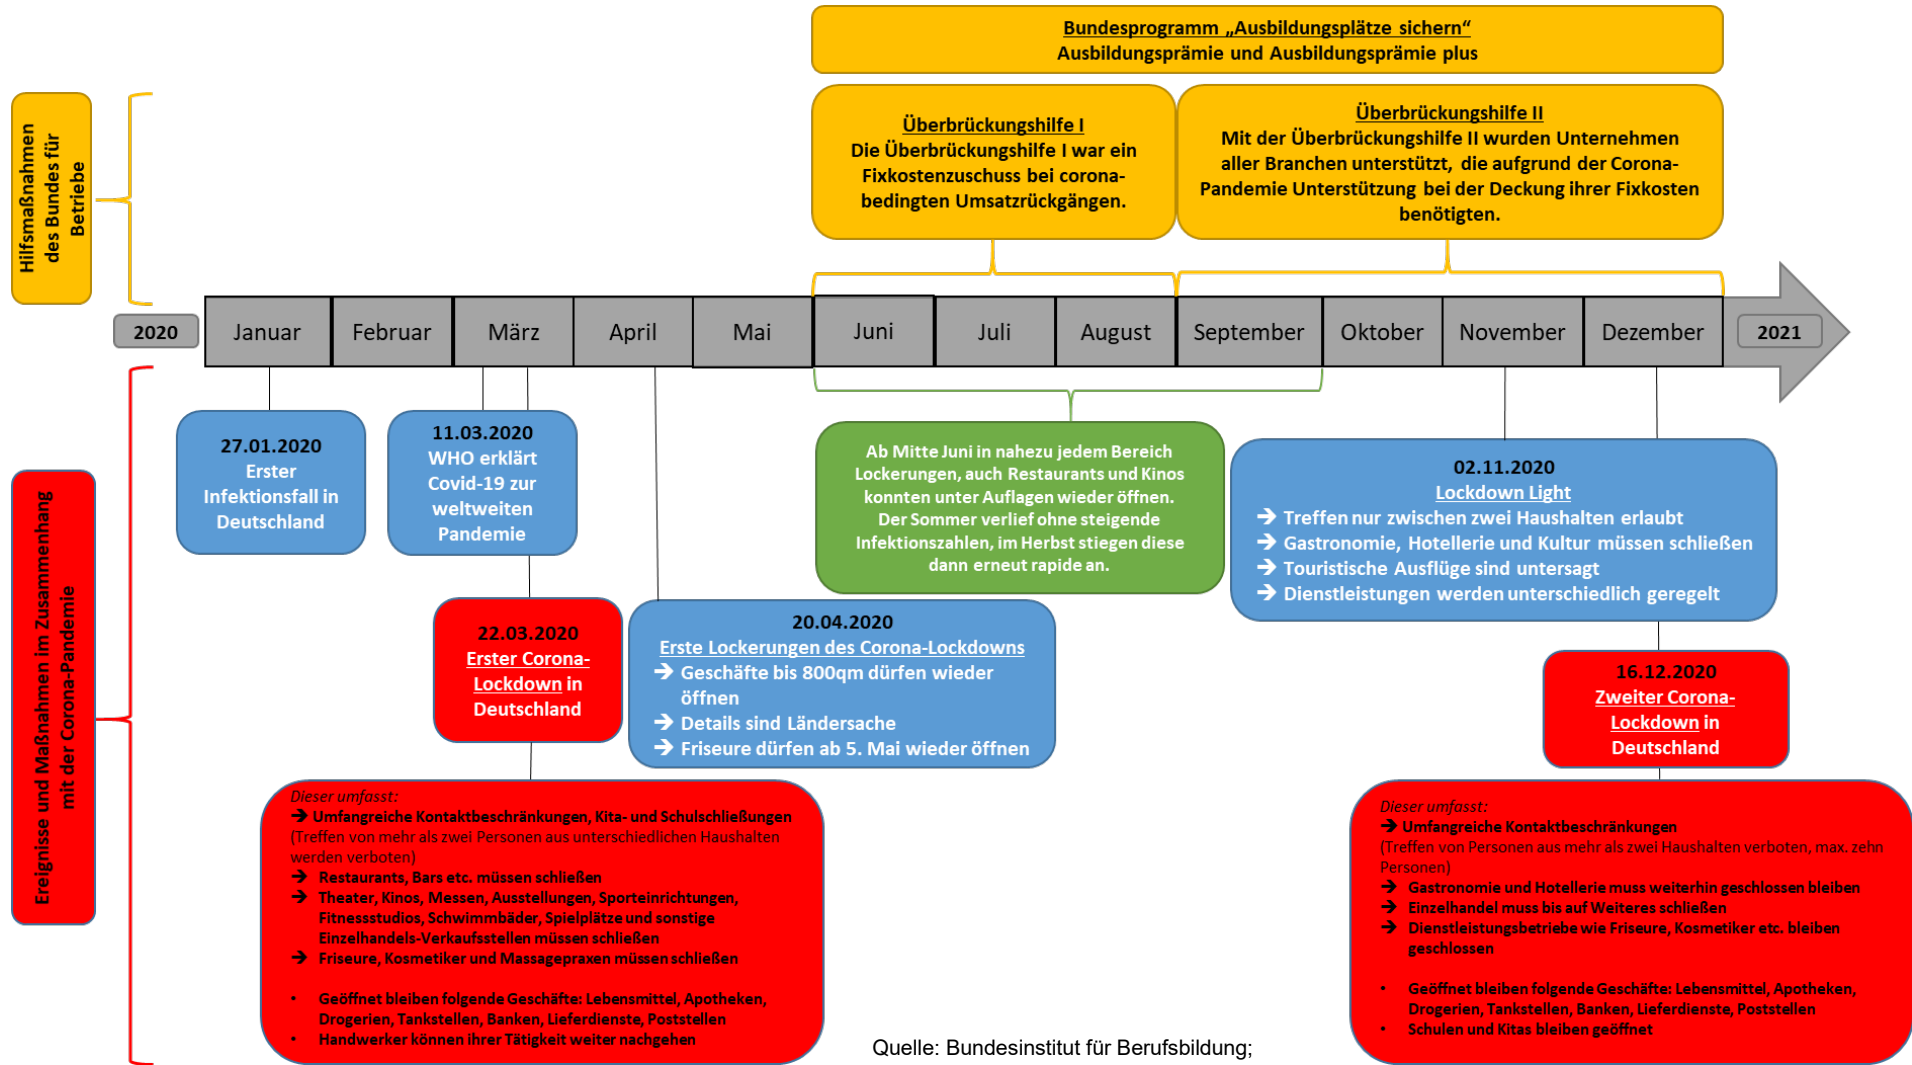 Bundesprogramm „Ausbildungsplätze sichern“
Ausbildungsprämie und Ausbildungsprämie plus
Hilfsmaßnahmen
des Bundes für
Betriebe
Überbrückungshilfe I
Die Überbrückungshilfe I war ein
Fixkostenzuschuss bei corona-
bedingten Umsatzrückgängen.
Überbrückungshilfe II
Mit der Überbrückungshilfe II wurden Unternehmen
aller Branchen unterstützt, die aufgrund der Corona-
Pandemie Unterstützung bei der Deckung ihrer Fixkosten
benötigten.
2020
Januar
Februar
März
April
Mai
Juni
Juli
August
September
Oktober
November
Dezember
2021
Ereignisse und Maßnahmen im Zusammenhang
mit der Corona-Pandemie
27.01.2020
Erster
Infektionsfall in
Deutschland
11.03.2020
WHO erklärt
Covid-19 zur
weltweiten
Pandemie
22.03.2020
Erster Corona-
Lockdown in
Deutschland
Dieser umfasst:
➔ Umfangreiche Kontaktbeschränkungen, Kita- und Schulschließungen
(Treffen von mehr als zwei Personen aus unterschiedlichen Haushalten
werden verboten)
➔ Restaurants, Bars etc. müssen schließen
➔ Theater, Kinos, Messen, Ausstellungen, Sporteinrichtungen,
Fitnessstudios, Schwimmbäder, Spielplätze und sonstige
Einzelhandels-Verkaufsstellen müssen schließen
➔ Friseure, Kosmetiker und Massagepraxen müssen schließen
• Geöffnet bleiben folgende Geschäfte: Lebensmittel, Apotheken,
Drogerien, Tankstellen, Banken, Lieferdienste, Poststellen
• Handwerker können ihrer Tätigkeit weiter nachgehen
20.04.2020
Erste Lockerungen des Corona-Lockdowns
➔ Geschäfte bis 800qm dürfen wieder
öffnen
➔ Details sind Ländersache
➔ Friseure dürfen ab 5. Mai wieder öffnen
Ab Mitte Juni in nahezu jedem Bereich
Lockerungen, auch Restaurants und Kinos
konnten unter Auflagen wieder öffnen.
Der Sommer verlief ohne steigende
Infektionszahlen, im Herbst stiegen diese
dann erneut rapide an.
02.11.2020
Lockdown Light
➔ Treffen nur zwischen zwei Haushalten erlaubt
➔ Gastronomie, Hotellerie und Kultur müssen schließen
➔ Touristische Ausflüge sind untersagt
➔ Dienstleistungen werden unterschiedlich geregelt
16.12.2020
Zweiter Corona-
Lockdown in
Deutschland
Dieser umfasst:
➔ Umfangreiche Kontaktbeschränkungen
(Treffen von Personen aus mehr als zwei Haushalten verboten, max. zehn
Personen)
➔ Gastronomie und Hotellerie muss weiterhin geschlossen bleiben
➔ Einzelhandel muss bis auf Weiteres schließen
➔ Dienstleistungsbetriebe wie Friseure, Kosmetiker etc. bleiben
geschlossen
• Geöffnet bleiben folgende Geschäfte: Lebensmittel, Apotheken,
Drogerien, Tankstellen, Banken, Lieferdienste, Poststellen
• Schulen und Kitas bleiben geöffnet
Quelle: Bundesinstitut für Berufsbildung;